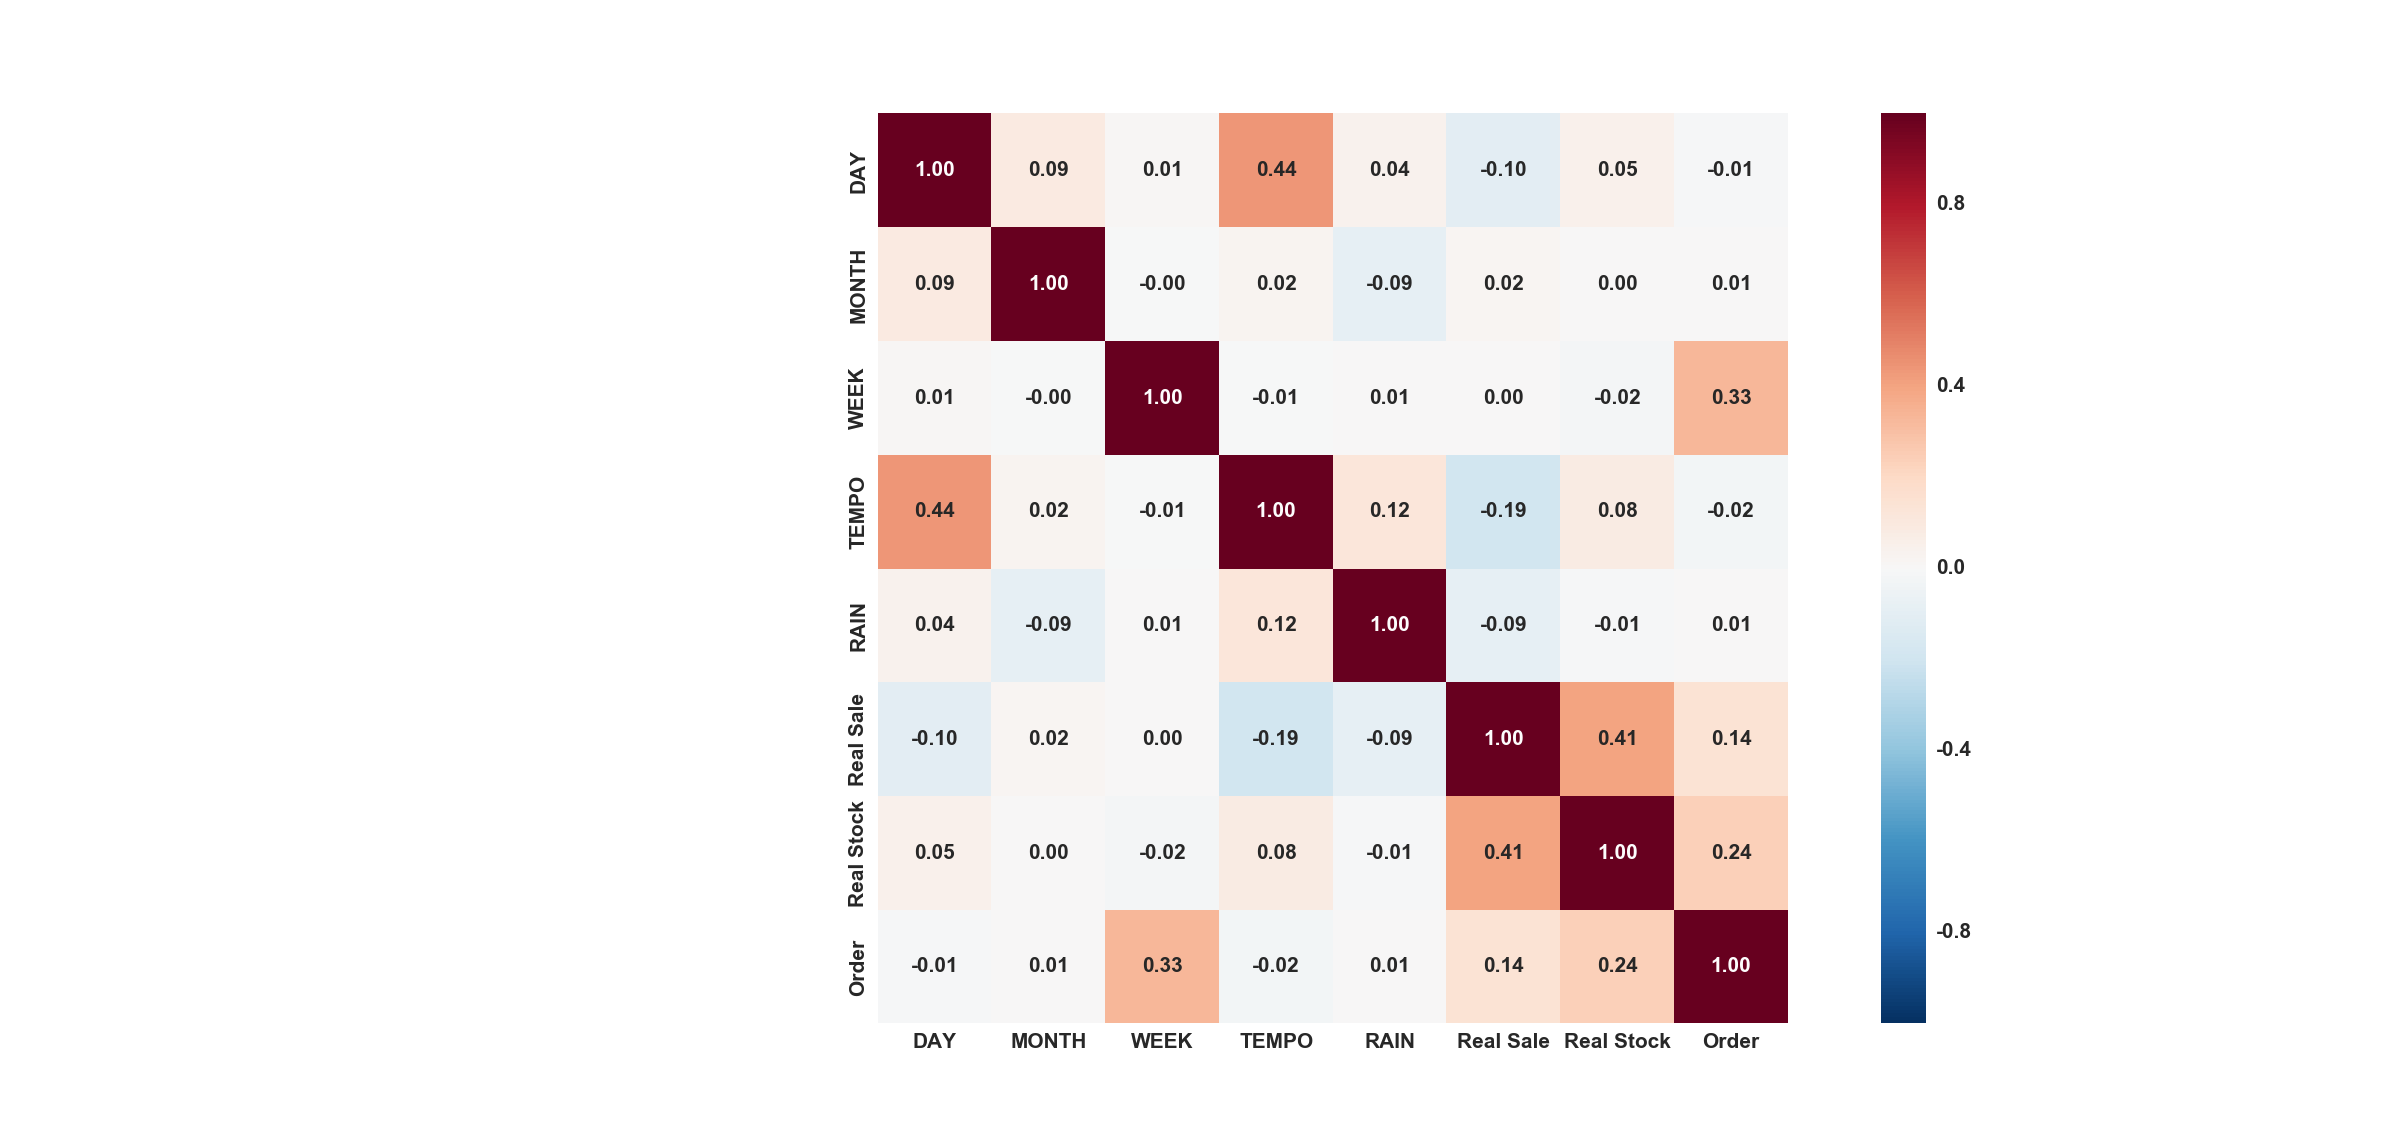 DAY 1.00 0.09 0.01 0.44 0.04 -0.10 0.05 -0.01
0.8
MONTH 0.09 1.00 -0.00 0.02 -0.09 0.02 0.00 0.01
WEEK 0.01 -0.00 1.00 -0.01 0.01 0.00 -0.02 0.33
0.4
TEMPO 0.44 0.02 -0.01 1.00 0.12 -0.19 0.08 -0.02
0.0
RAIN 0.04 -0.09 0.01 0.12 1.00 -0.09 -0.01 0.01
Real Sale -0.10 0.02 0.00 -0.19 -0.09 1.00 0.41 0.14
-0.4
Real Stock 0.05 0.00 -0.02 0.08 -0.01 0.41 1.00 0.24
-0.8
Order -0.01 0.01 0.33 -0.02 0.01 0.14 0.24 1.00
DAY MONTH WEEK TEMPO RAIN Real Sale Real Stock Order